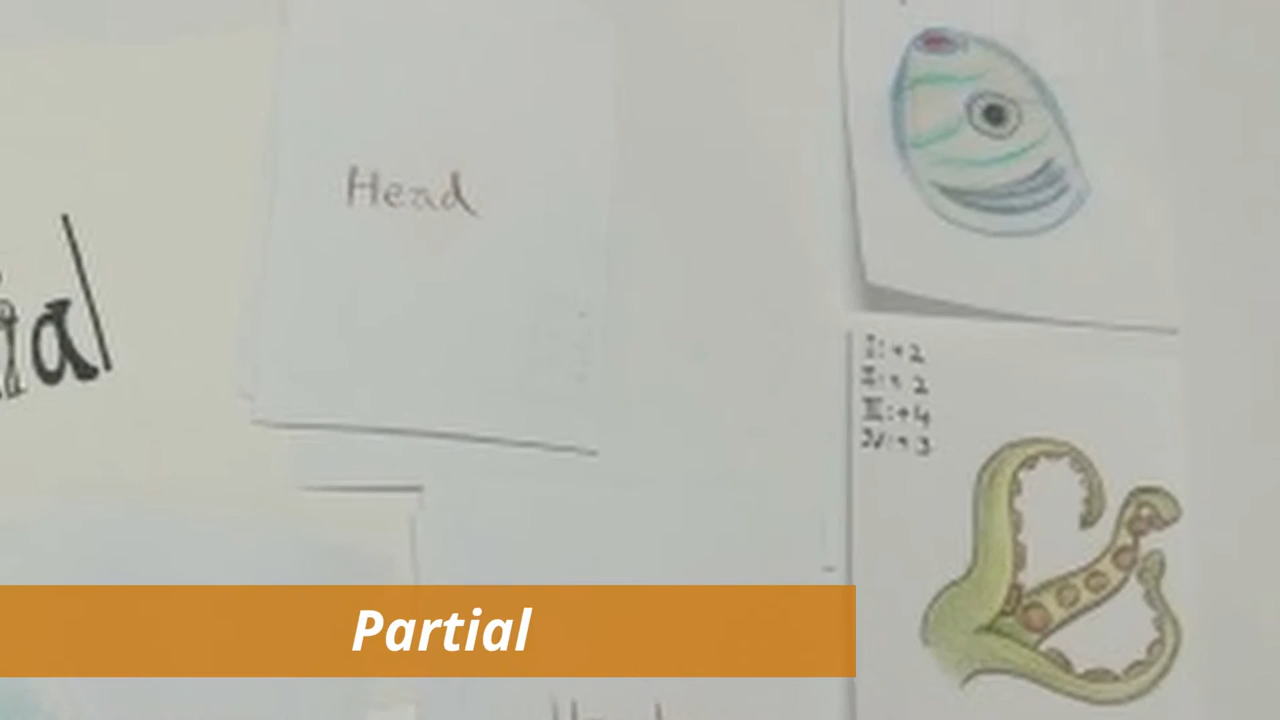 ial
Head
I: +2
II: + 2
III: +4
IV: + 3
Partial